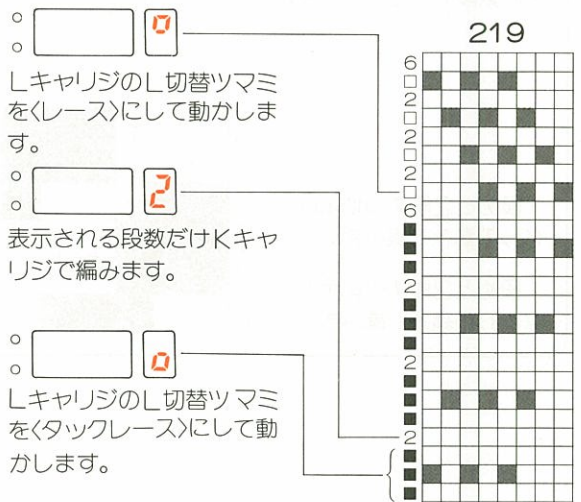 o
Lキャリジの L切替ツマミ
を〈レース〉にして動かしま
す。
2
表示される段数だけKキャ
リジで編みます。
o
LキャリジのL切替ツマミ
を〈タックレース〉にして動
かします。
219
6
□
2
□
2
□
2
□
6
■
■
■
2
■
■
■
2
■
■
■
2
■
■
■